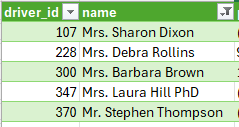 driver_id name
107 Mrs. Sharon Dixon
228 Mrs. Debra Rollins
300 Mrs. Barbara Brown
347 Mrs. Laura Hill PhD
370 Mr. Stephen Thompson